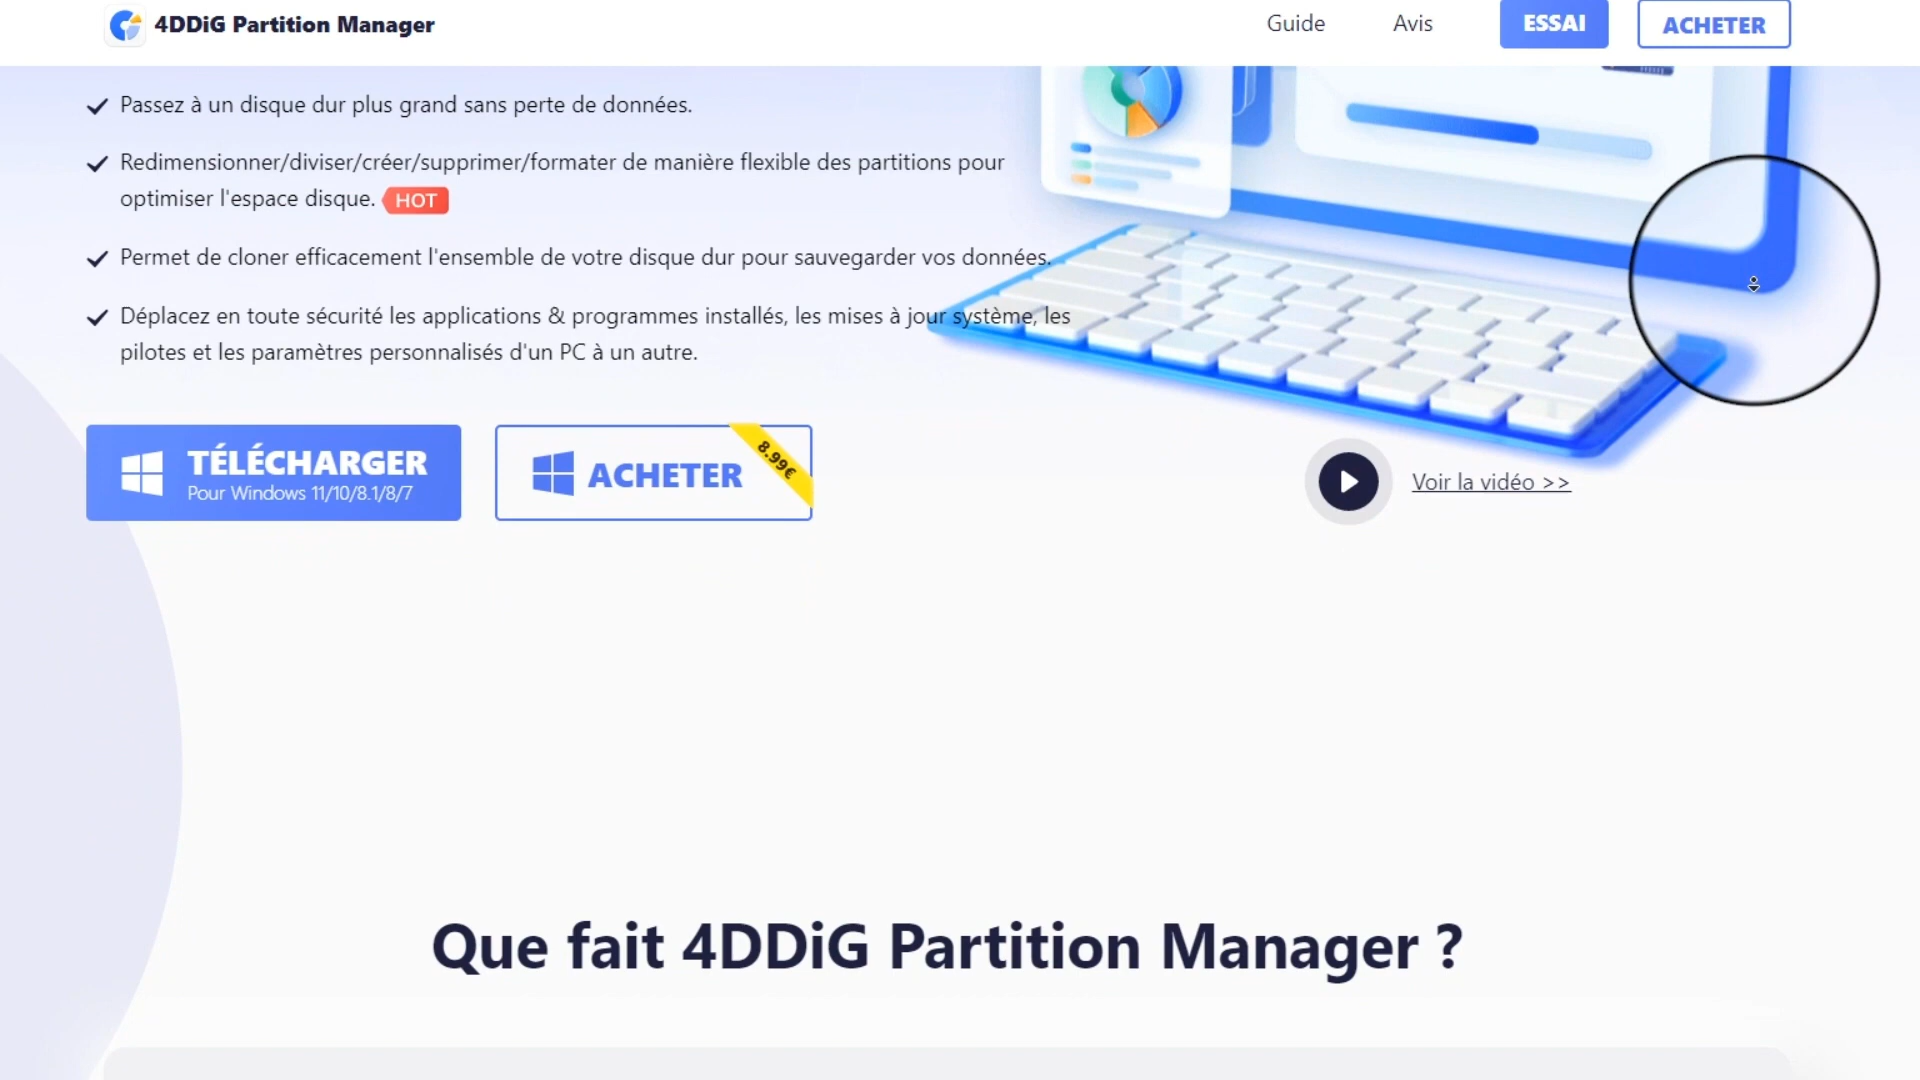 4DDiG Partition Manager
Guide
Avis
ESSAI
ACHETER
Passez à un disque dur plus grand sans perte de données.
Redimensionner/diviser/créer/supprimer/formater de manière flexible des partitions pour
optimiser l'espace disque. HOT
Permet de cloner efficacement l'ensemble de votre disque dur pour sauvegarder vos données.
Déplacez en toute sécurité les applications & programmes installés, les mises à jour système, les
pilotes et les paramètres personnalisés d'un PC à un autre.
TÉLÉCHARGER
Pour Windows 11/10/8.1/8/7
ACHETER
8.99€
Voir la vidéo >>
Que fait 4DDiG Partition Manager ?